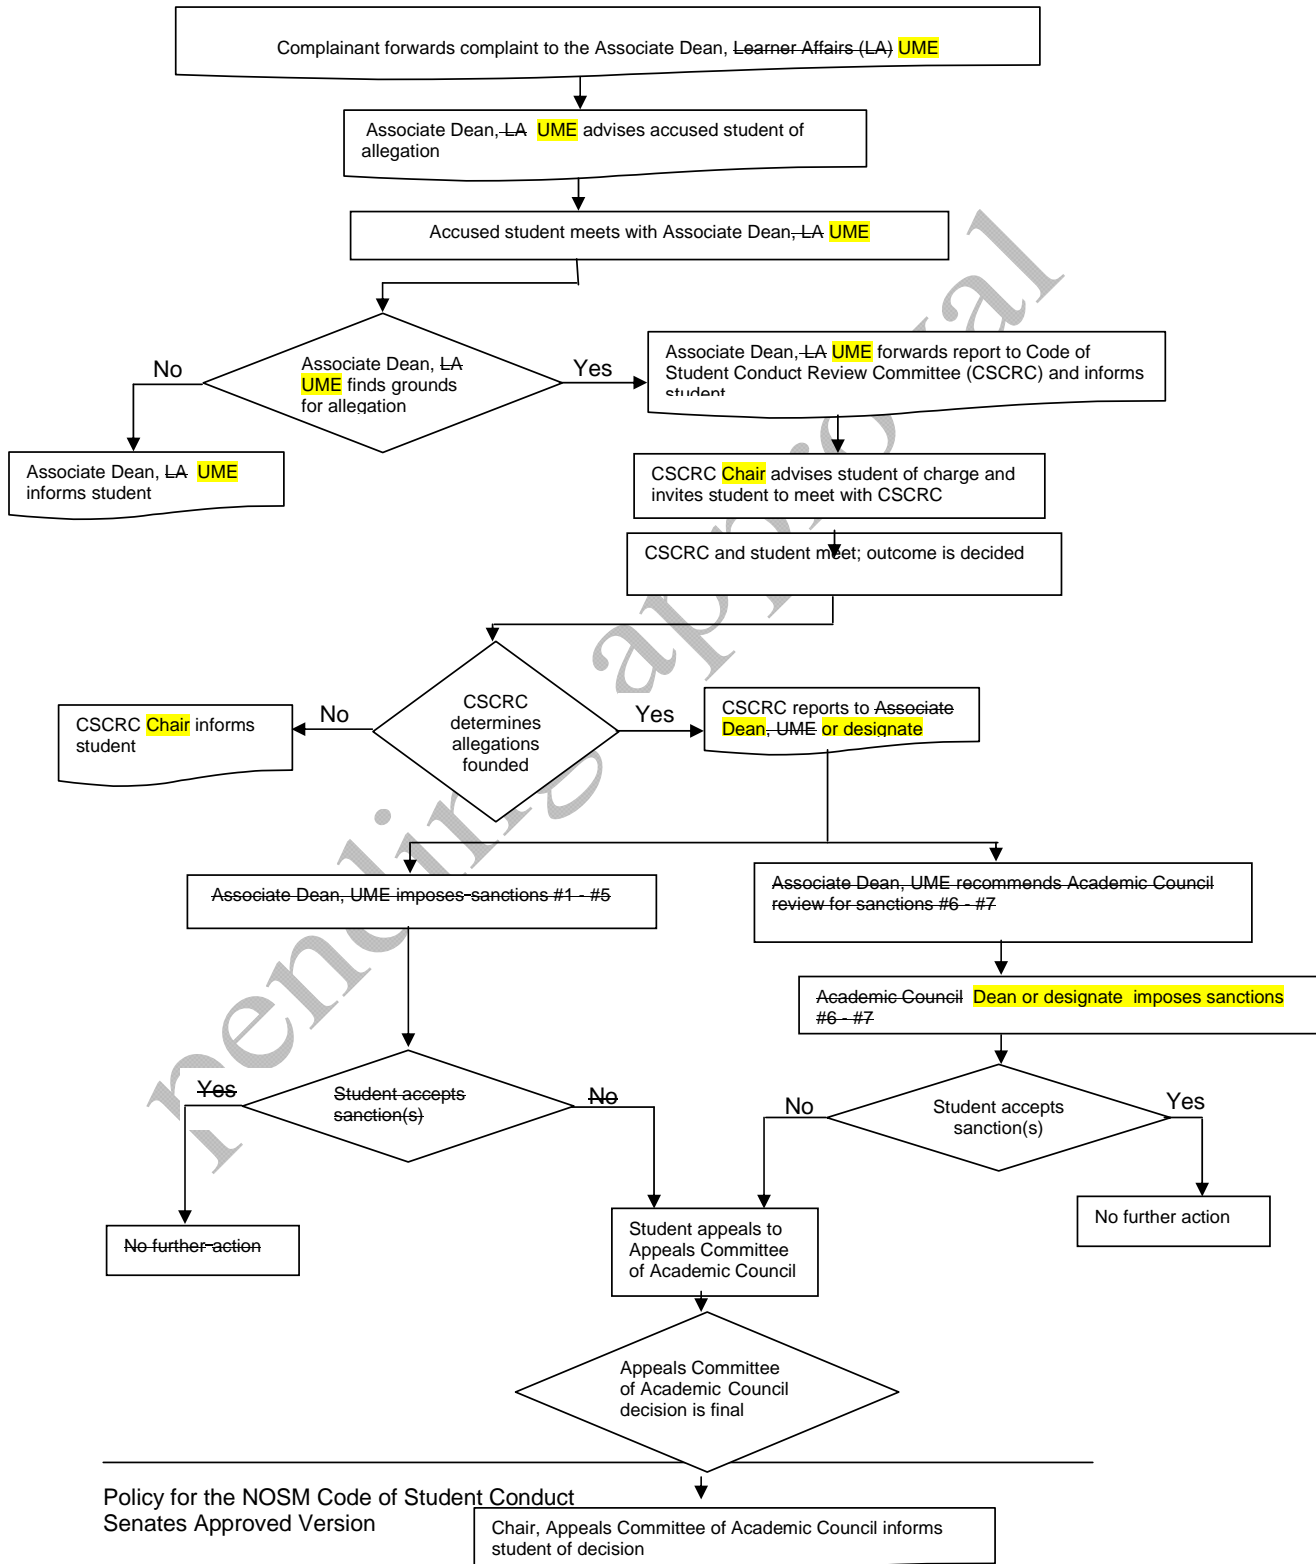 Complainant forwards complaint to the Associate Dean, Learner Affairs (LA) UME
Associate Dean, LA UME advises accused student of
allegation
Accused student meets with Associate Dean, LA UME
No
Associate Dean, LA
UME finds grounds
for allegation
Yes
Associate Dean, LA UME forwards report to Code of
Student Conduct Review Committee (CSCRC) and informs
student
Associate Dean, LA UME
informs student
CSCRC Chair advises student of charge and
invites student to meet with CSCRC
CSCRC and student meet; outcome is decided
CSCRC Chair informs
student
No
CSCRC
determines
allegations
founded
Yes
CSCRC reports to Associate
Dean, UME or designate
Associate Dean, UME imposes sanctions #1 - #5
Associate Dean, UME recommends Academic Council
review for sanctions #6 - #7
Academic Council Dean or designate imposes sanctions
#6 - #7
Yes
Student accepts
sanction(s)
No
No
Student accepts
sanction(s)
Yes
No further action
Student appeals to
Appeals Committee
of Academic Council
No further action
Appeals Committee
of Academic Council
decision is final
Policy for the NOSM Code of Student Conduct
Senates Approved Version
Chair, Appeals Committee of Academic Council informs
student of decision
pending approval